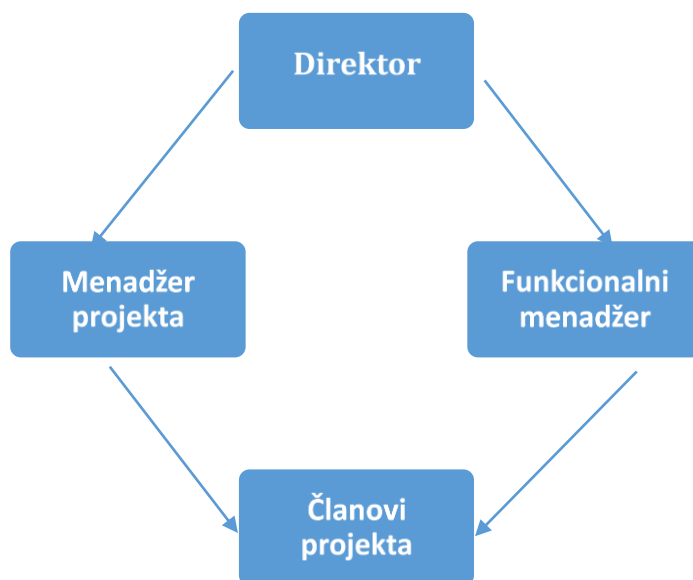 Direktor
Menadžer
projekta
Funkcionalni
menadžer
Članovi
projekta